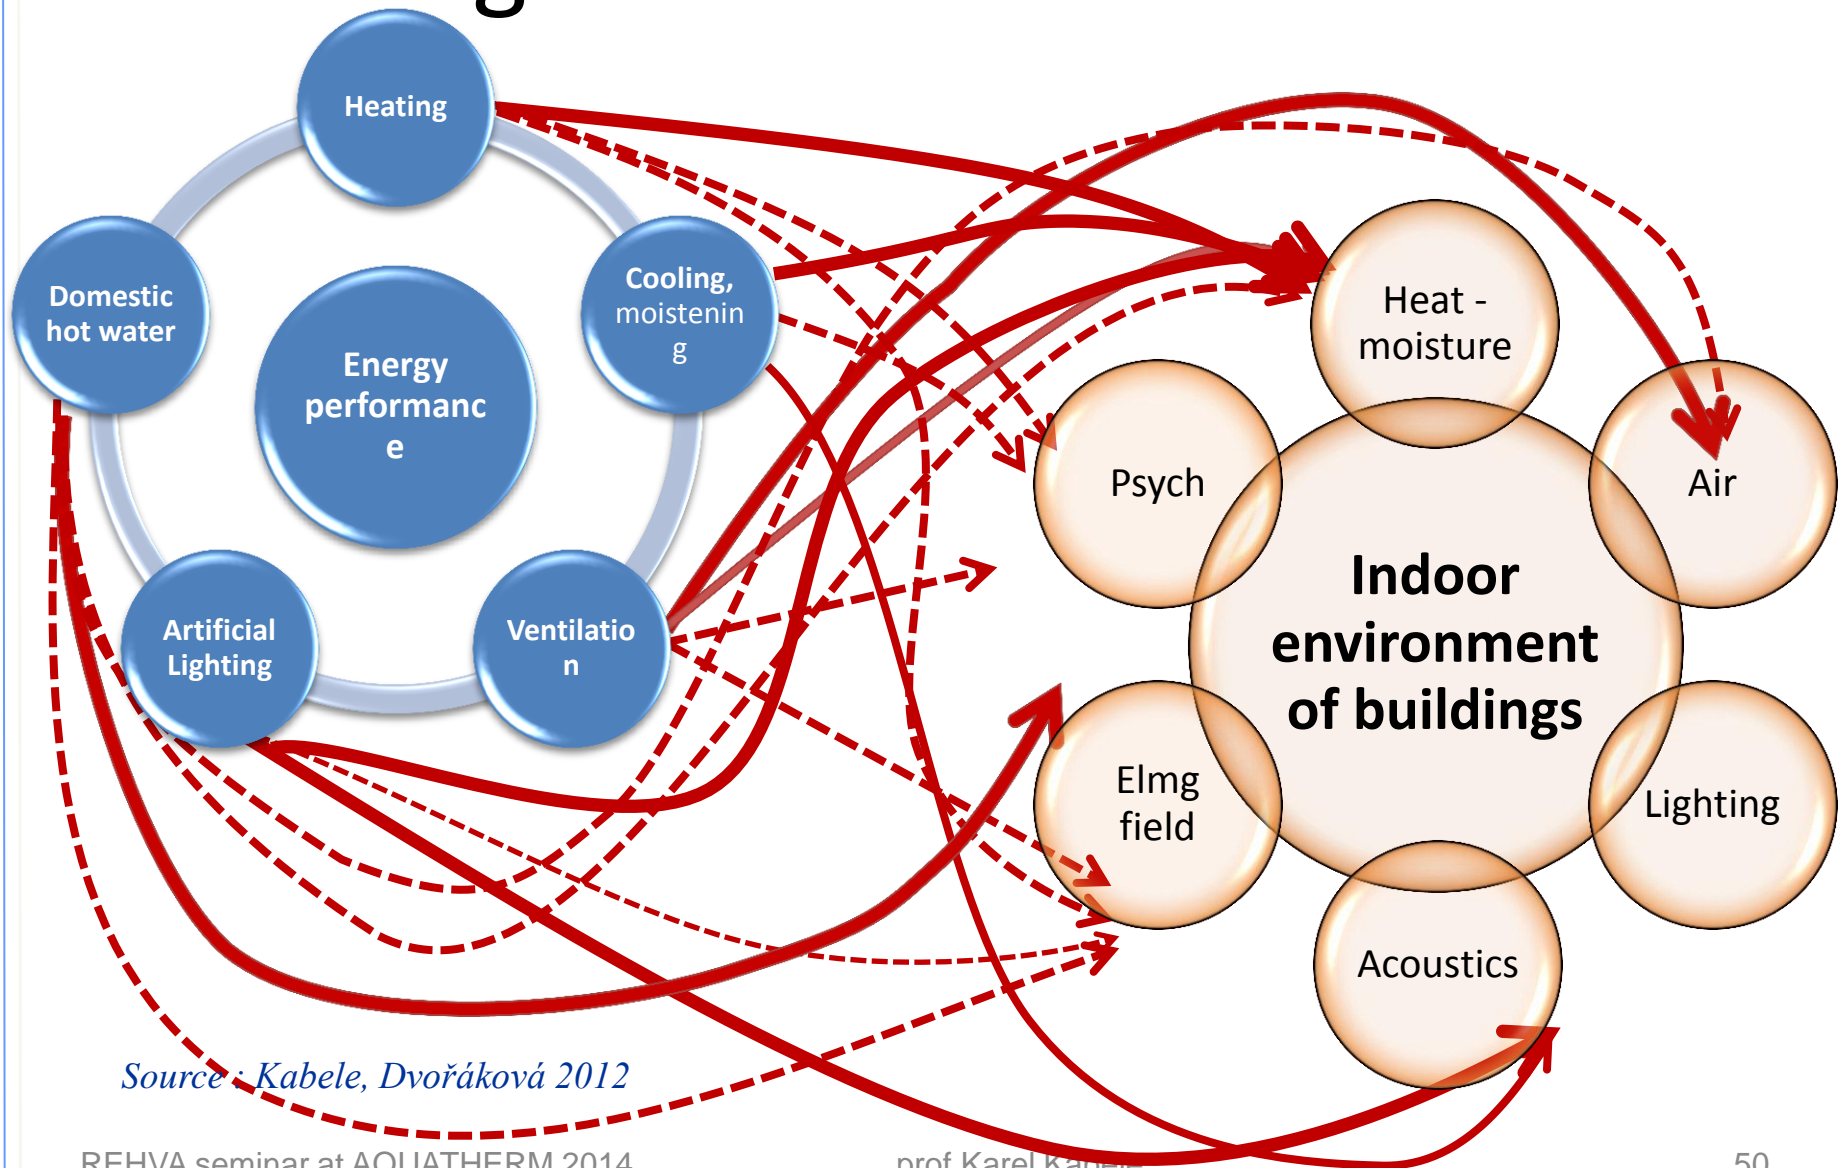 Heating
Cooling,
moistenin
g
Domestic
hot water
Energy
performanc
e
Artificial
Lighting
Ventilatio
n
Heat -
moisture
Psych
Air
Indoor
environment
of buildings
Elmg
field
Lighting
Acoustics
Source : Kabele, Dvořáková 2012
REHVA seminar at AQUATHERM 2014
prof Karel Kabele
50